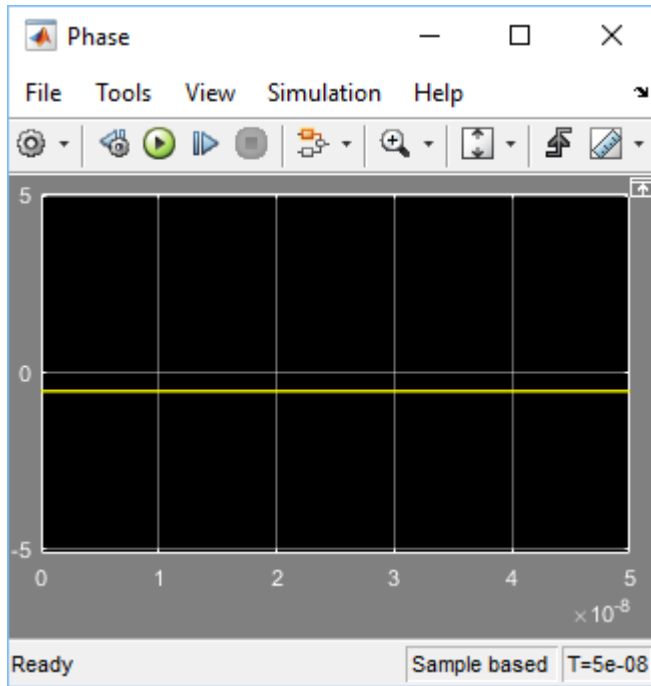 Phase
File Tools View Simulation Help
5
0
-5
0 1 2 3 4 5
×10-8
Ready Sample based T=5e-08